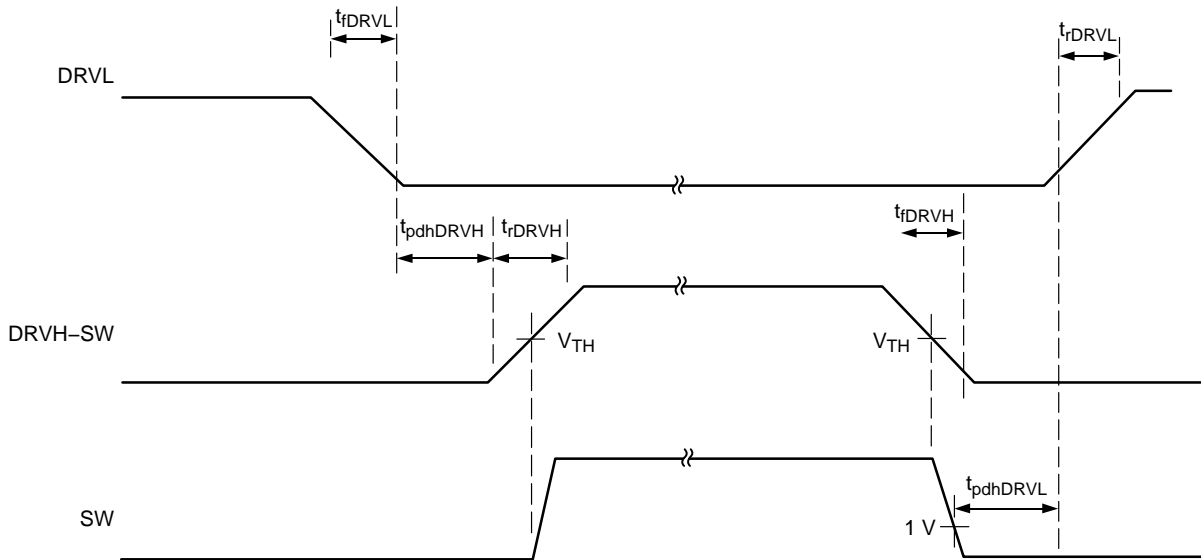 tfDRVL
trDRVL
DRVL
tpdhDRVH
trDRVH
tfDRVH
DRVH−SW
VTH
VTH
tpdhDRVL
SW
1 V